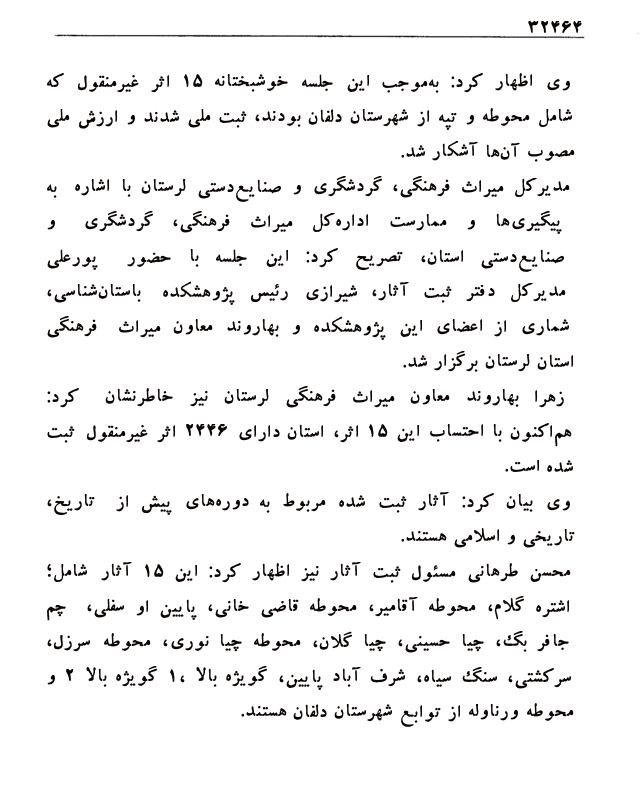 ۳۲۴۶۴
وی اظهار کرد: به‌موجب این جلسه خوشبختانه ۱۵ اثر غیرمنقول که
شامل محوطه و تپه از شهرستان دلفان بودند، ثبت ملی شدند و ارزش ملی
مصوب آن‌ها آشکار شد.
مدیرکل میراث فرهنگی، گردشگری و صنایع‌دستی لرستان با اشاره به
پیگیری‌ها و ممارست اداره‌کل میراث فرهنگی، گردشگری و
صنایع‌دستی استان، تصریح کرد: این جلسه با حضور پورعلی
مدیرکل دفتر ثبت آثار، شیرازی رئیس پژوهشکده باستان‌شناسی،
شماری از اعضای این پژوهشکده و بهاروند معاون میراث فرهنگی
استان لرستان برگزار شد.
زهرا بهاروند معاون میراث فرهنگی لرستان نیز خاطرنشان کرد:
هم‌اکنون با احتساب این ۱۵ اثر، استان دارای ۲۴۴۶ اثر غیرمنقول ثبت
شده است.
وی بیان کرد: آثار ثبت شده مربوط به دوره‌های پیش از تاریخ،
تاریخی و اسلامی هستند.
محسن طرهانی مسئول ثبت آثار نیز اظهار کرد: این ۱۵ آثار شامل؛
اشتره گلام، محوطه آقامیر، محوطه قاضی خانی، پایین او سفلی، چم
جافر بگ، چیا حسینی، چیا گلان، محوطه چیا نوری، محوطه سرزل،
سرکشتی، سنگ سیاه، شرف آباد پایین، گویژه بالا ،۱ گویژه بالا ۲ و
محوطه ورناوله از توابع شهرستان دلفان هستند.